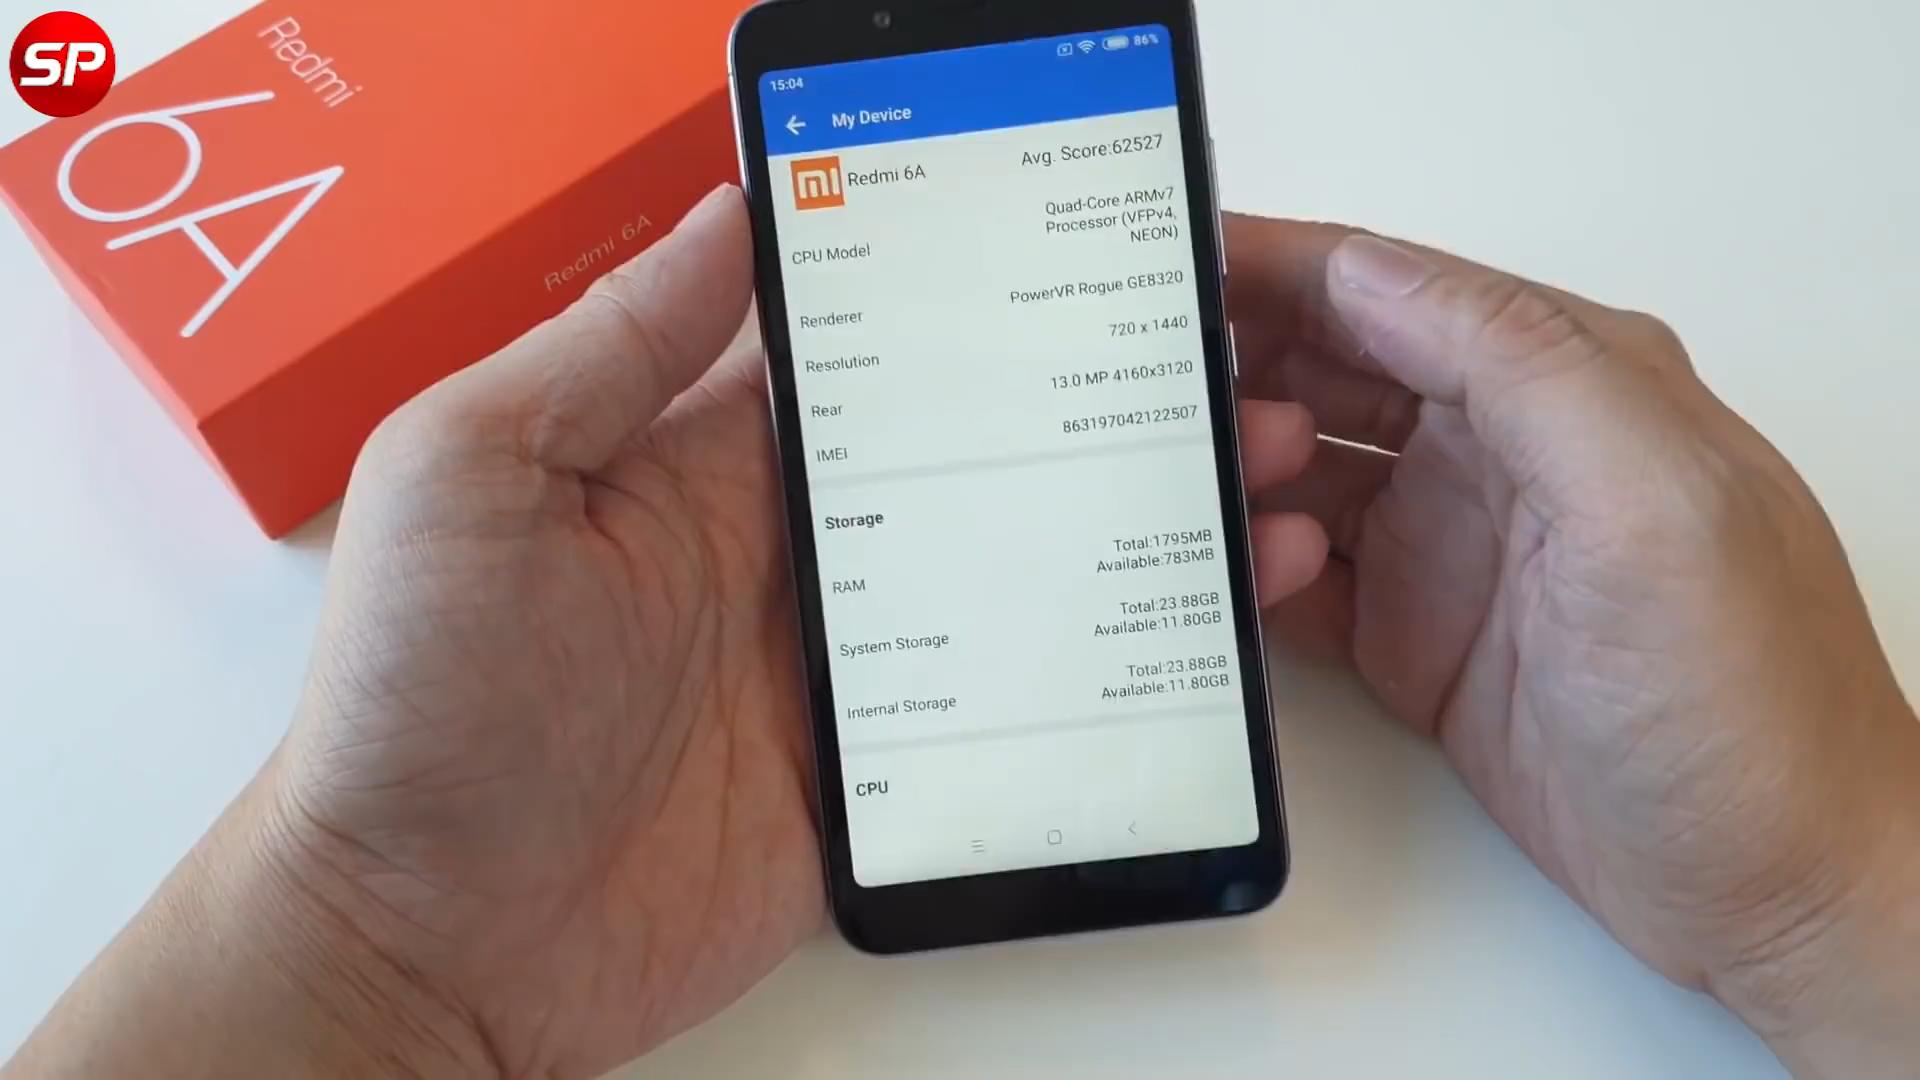 SP
Redmi
6A
Redmi 6A
15:04
86%
My Device
mi
Redmi 6A
Avg. Score:62527
CPU Model
Quad-Core ARMv7
Processor (VFPv4,
NEON)
Renderer
PowerVR Rogue GE8320
Resolution
720 x 1440
Rear
13.0 MP 4160x3120
IMEI
863197042122507
Storage
RAM
Total:1795MB
Available:783MB
System Storage
Total:23.88GB
Available:11.80GB
Internal Storage
Total:23.88GB
Available:11.80GB
CPU